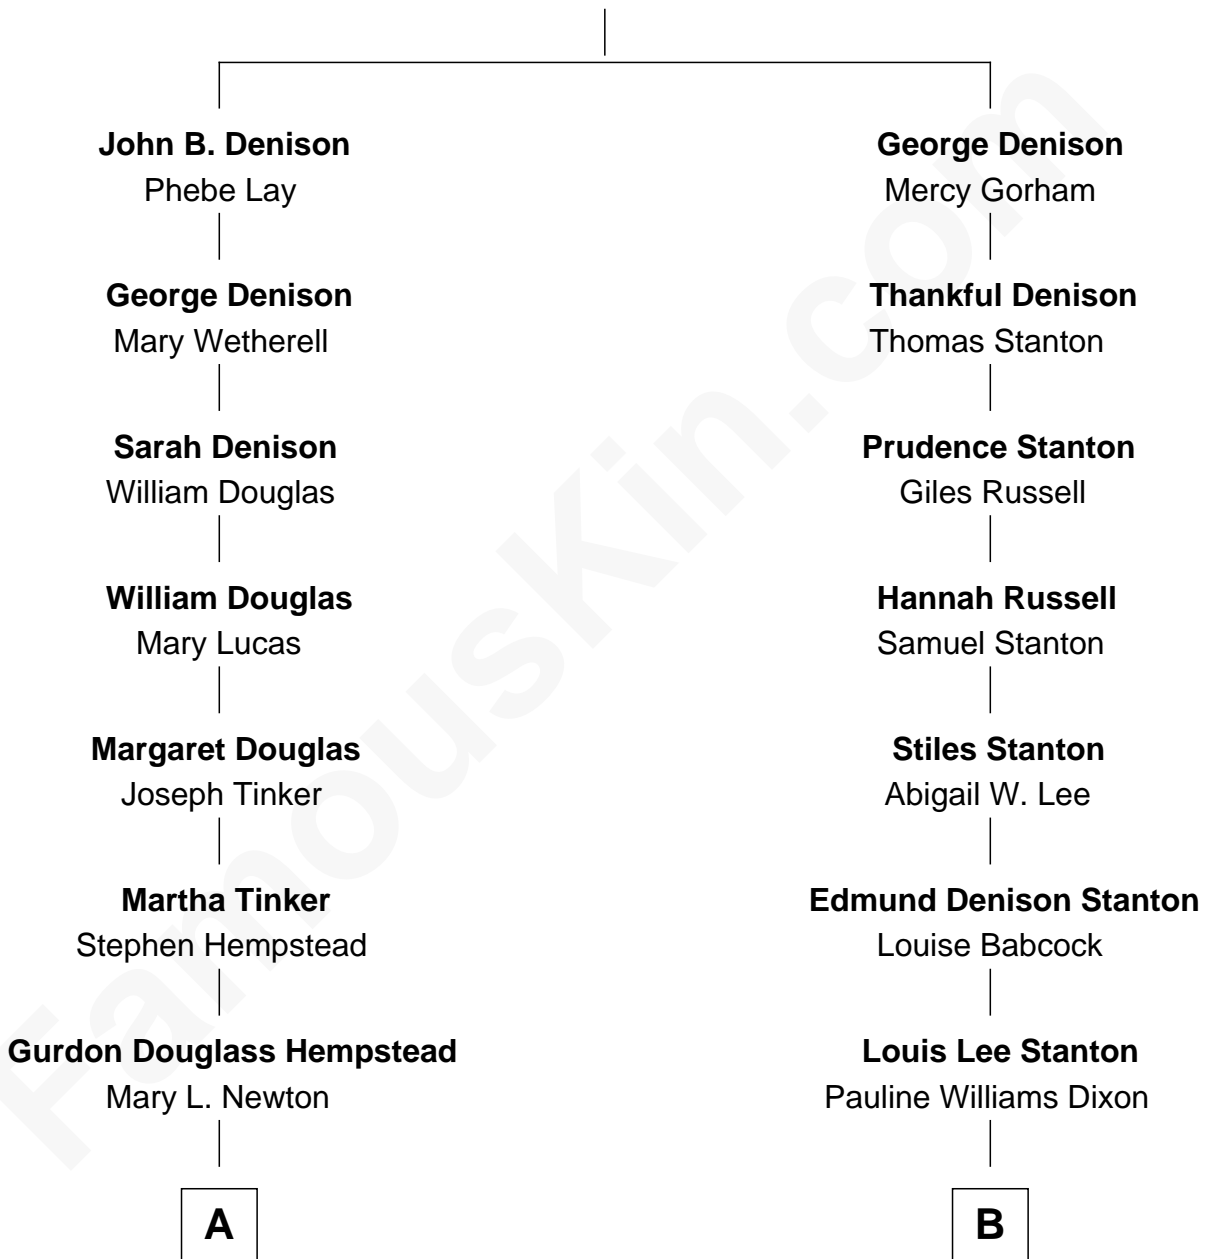 John B. Denison
Phebe Lay
George Denison
Mary Wetherell
Sarah Denison
William Douglas
William Douglas
Mary Lucas
Margaret Douglas
Joseph Tinker
Martha Tinker
Stephen Hempstead
Gurdon Douglass Hempstead
Mary L. Newton
A
George Denison
Mercy Gorham
Thankful Denison
Thomas Stanton
Prudence Stanton
Giles Russell
Hannah Russell
Samuel Stanton
Stiles Stanton
Abigail W. Lee
Edmund Denison Stanton
Louise Babcock
Louis Lee Stanton
Pauline Williams Dixon
B
FamousKin.com